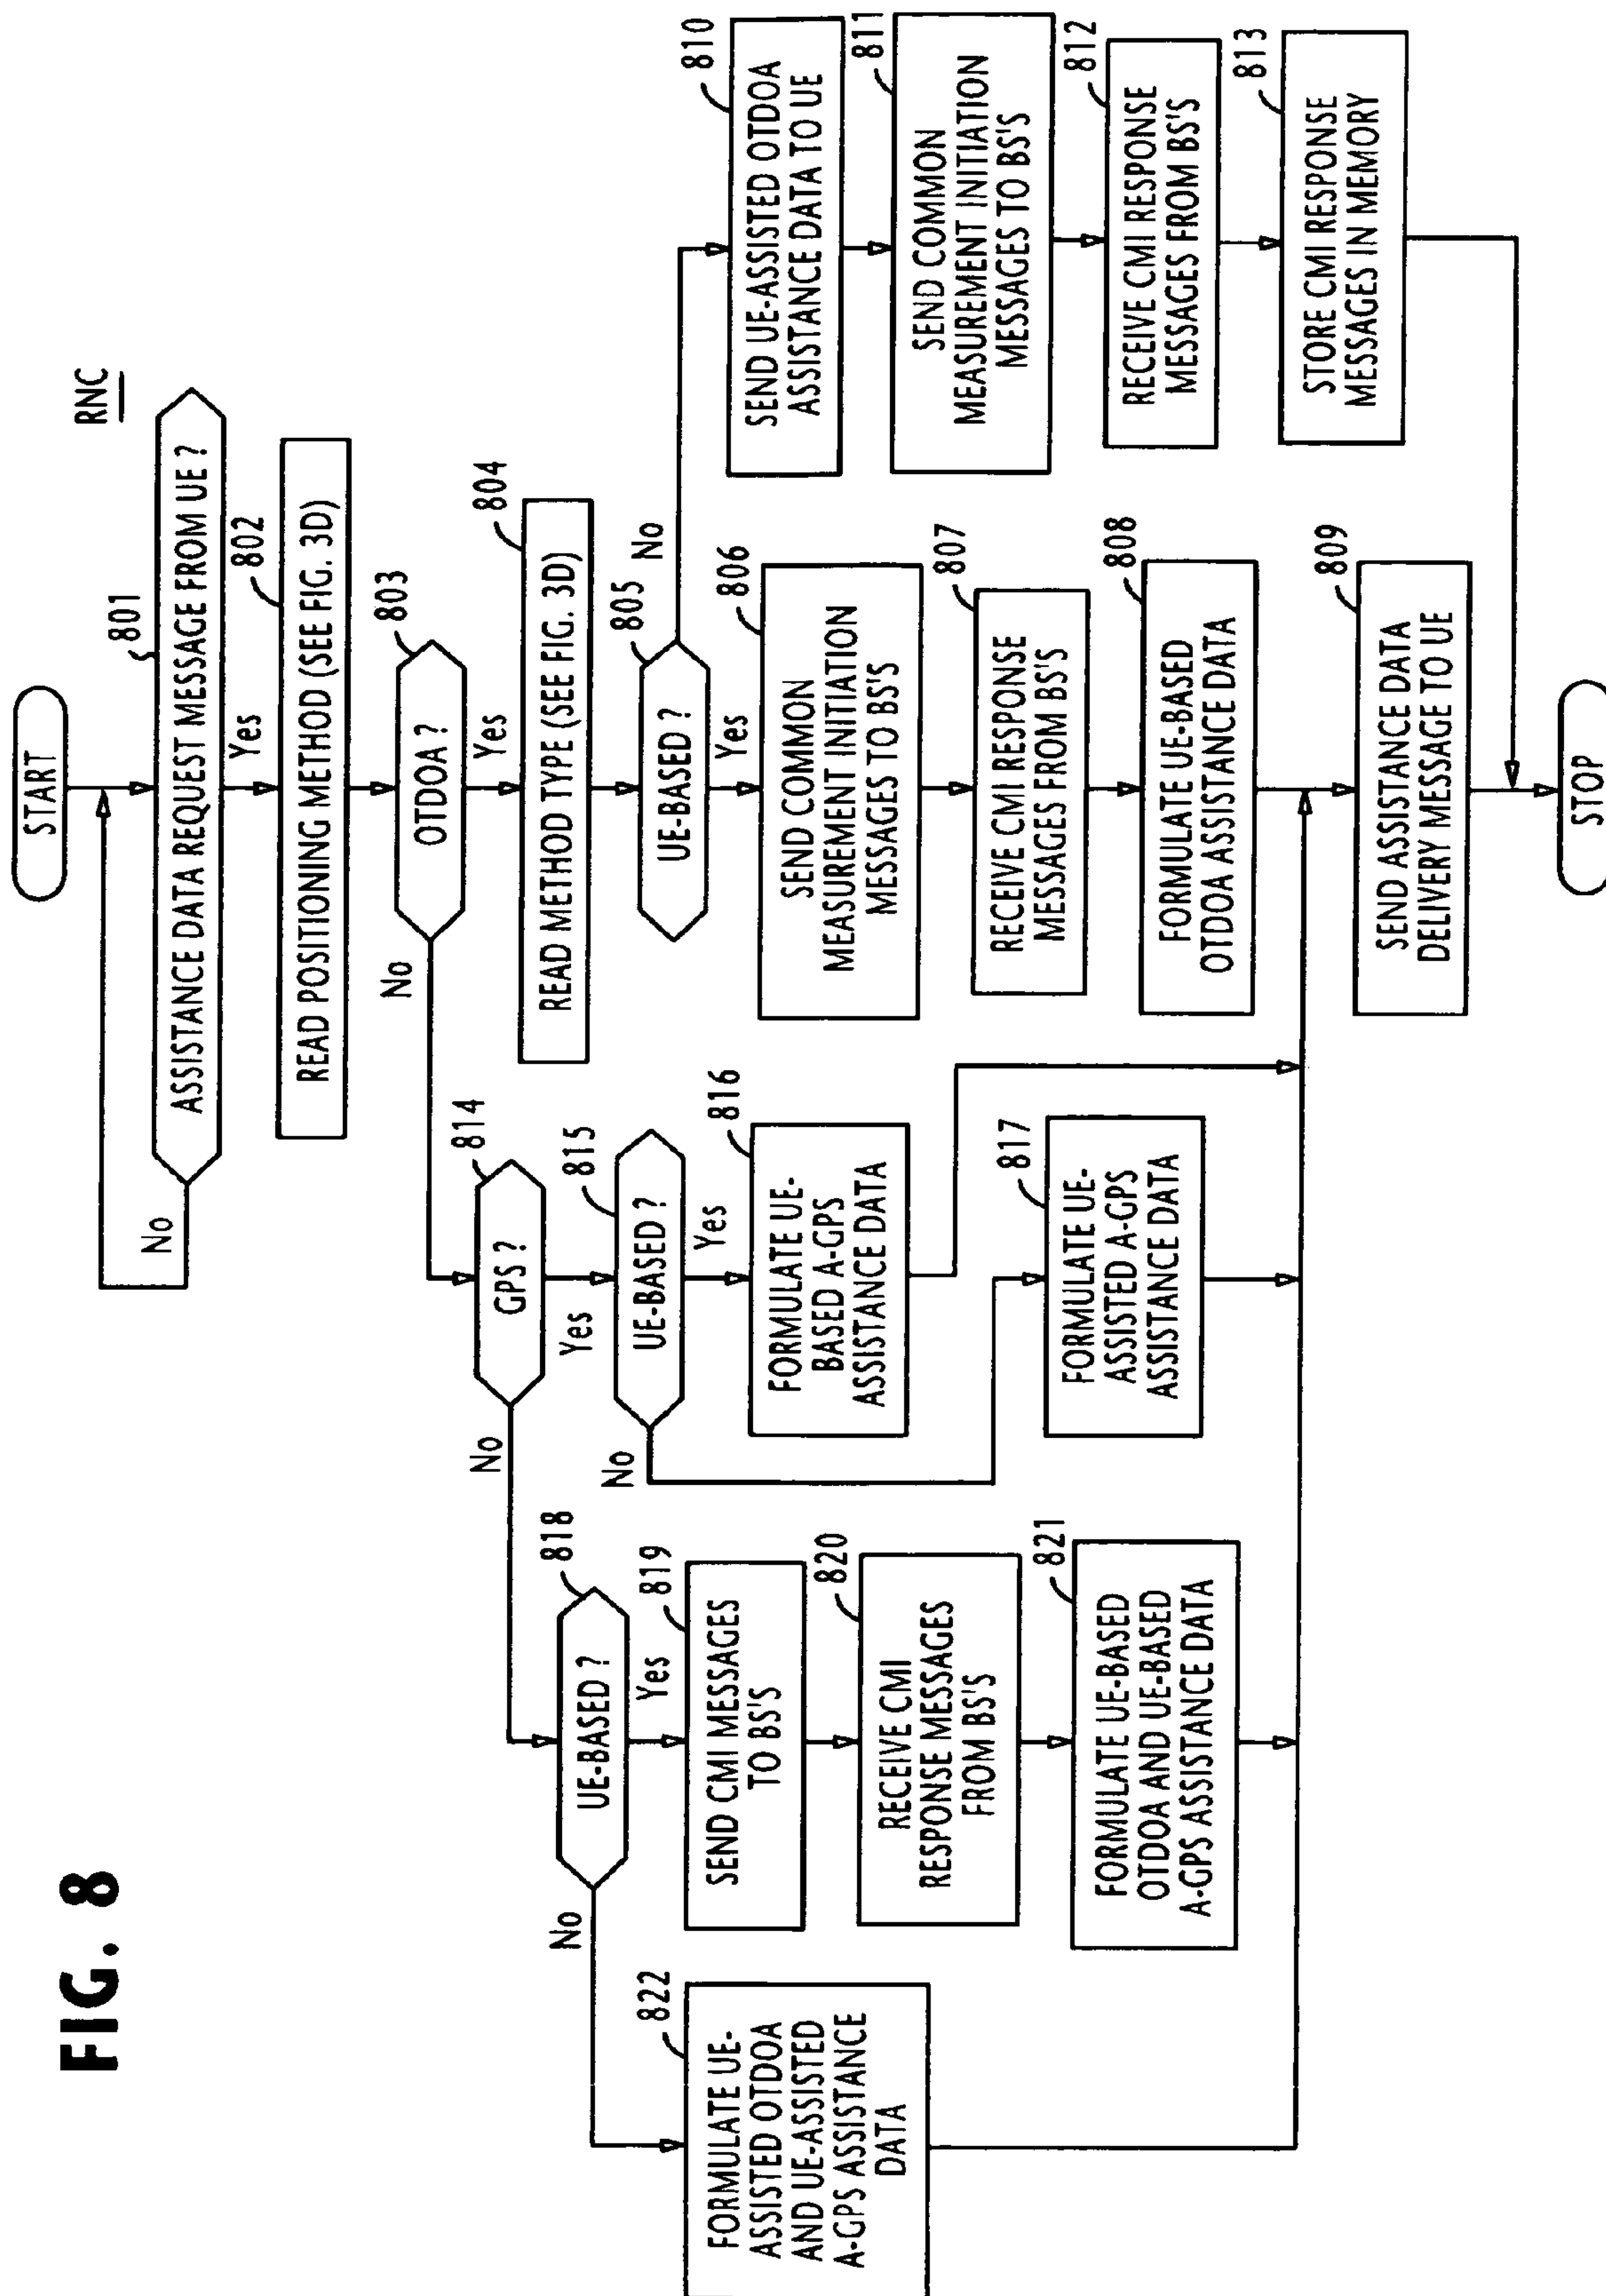 FIG. 8
RNC
START
801
ASSISTANCE DATA REQUEST MESSAGE FROM UE ?
No
Yes
802
READ POSITIONING METHOD (SEE FIG. 3D)
803
OTDOA ?
No
Yes
804
READ METHOD TYPE (SEE FIG. 3D)
805
UE-BASED ?
No
Yes
806
SEND COMMON
MEASUREMENT INITIATION
MESSAGES TO BS'S
807
RECEIVE CMI RESPONSE
MESSAGES FROM BS'S
808
FORMULATE UE-BASED
OTDOA ASSISTANCE DATA
809
SEND ASSISTANCE DATA
DELIVERY MESSAGE TO UE
STOP
810
SEND UE-ASSISTED OTDOA
ASSISTANCE DATA TO UE
811
SEND COMMON
MEASUREMENT INITIATION
MESSAGES TO BS'S
812
RECEIVE CMI RESPONSE
MESSAGES FROM BS'S
813
STORE CMI RESPONSE
MESSAGES IN MEMORY
814
GPS ?
No
Yes
815
UE-BASED ?
No
Yes
816
FORMULATE UE-
BASED A-GPS
ASSISTANCE DATA
817
FORMULATE UE-
ASSISTED A-GPS
ASSISTANCE DATA
818
UE-BASED ?
No
Yes
819
SEND CMI MESSAGES
TO BS'S
820
RECEIVE CMI
RESPONSE MESSAGES
FROM BS'S
821
FORMULATE UE-BASED
OTDOA AND UE-BASED
A-GPS ASSISTANCE DATA
822
FORMULATE UE-
ASSISTED OTDOA
AND UE-ASSISTED
A-GPS ASSISTANCE
DATA